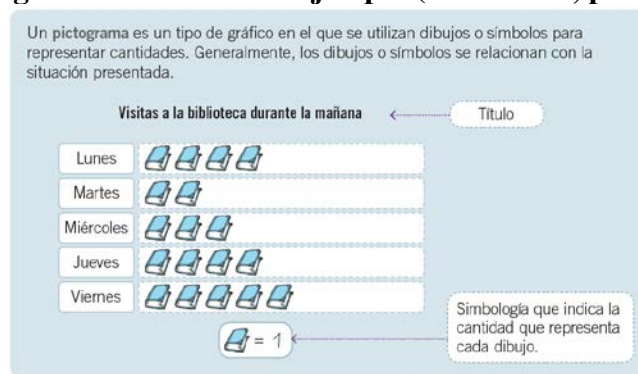 Un pictograma es un tipo de gráfico en el que se utilizan dibujos o símbolos para
representar cantidades. Generalmente, los dibujos o símbolos se relacionan con la
situación presentada.
Visitas a la biblioteca durante la mañana
Título
Lunes
Martes
Miércoles
Jueves
Viernes
= 1
Simbología que indica la
cantidad que representa
cada dibujo.